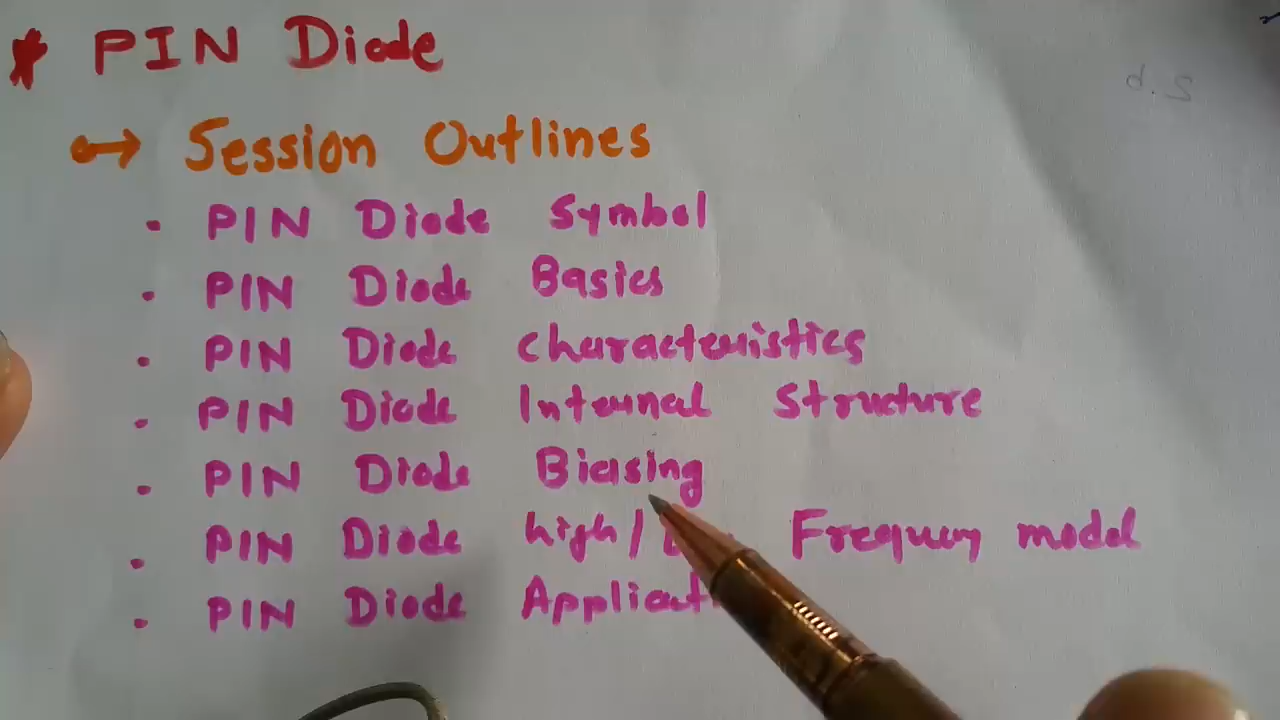 * PIN Diode
↦ Session Outlines
. PIN Diode Symbol
. PIN Diode Basics
. PIN Diode characteristics
. PIN Diode Internal Structure
. PIN Diode Biasing
. PIN Diode high/ Frequency model
. PIN Diode